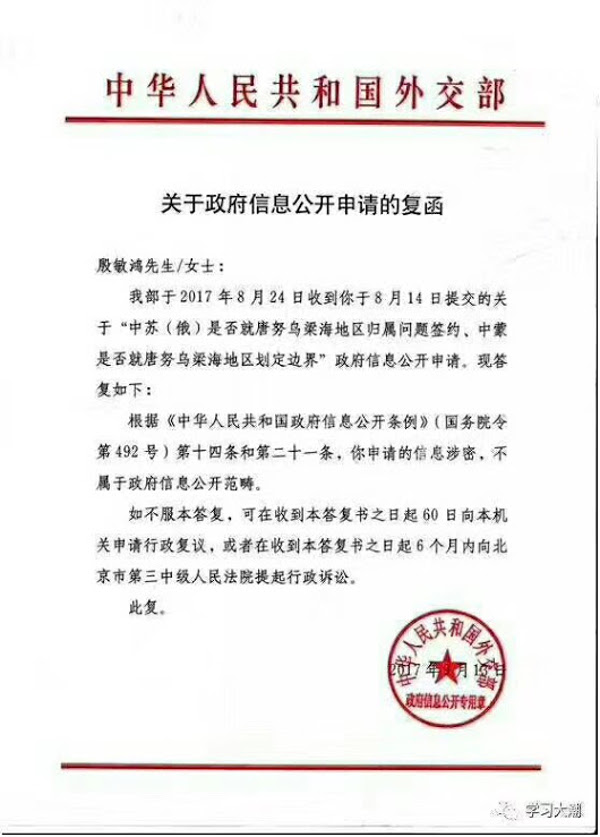 中华人民共和国外交部
关于政府信息公开申请的复函
殷敏鸿先生/女士：
我部于2017年8月24日收到你于8月14日提交的关
于“中苏（俄）是否就唐努乌梁海地区归属问题签约、中蒙
是否就唐努乌梁海地区划定边界”政府信息公开申请。现答
复如下：
根据《中华人民共和国政府信息公开条例》（国务院令
第492号）第十四条和第二十一条，你申请的信息涉密，不
属于政府信息公开范畴。
如不服本答复，可在收到本答复书之日起60日向本机
关申请行政复议，或者在收到本答复书之日起6个月内向北
京市第三中级人民法院提起行政诉讼。
此复。
中华人民共和国外交部
2017年 月1 日
政府信息公开专用章
学习大潮